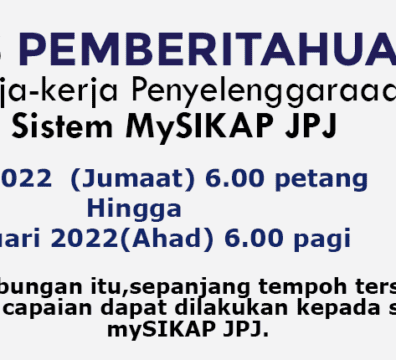 PEMBERITAHUA
ja-kerja Penyelenggaraa
Sistem MySIKAP JPJ
2022 (Jumaat) 6.00 petang
Hingga
uari 2022(Ahad) 6.00 pagi
bungan itu,sepanjang tempoh ters
capaian dapat dilakukan kepada s
mySIKAP JPJ.